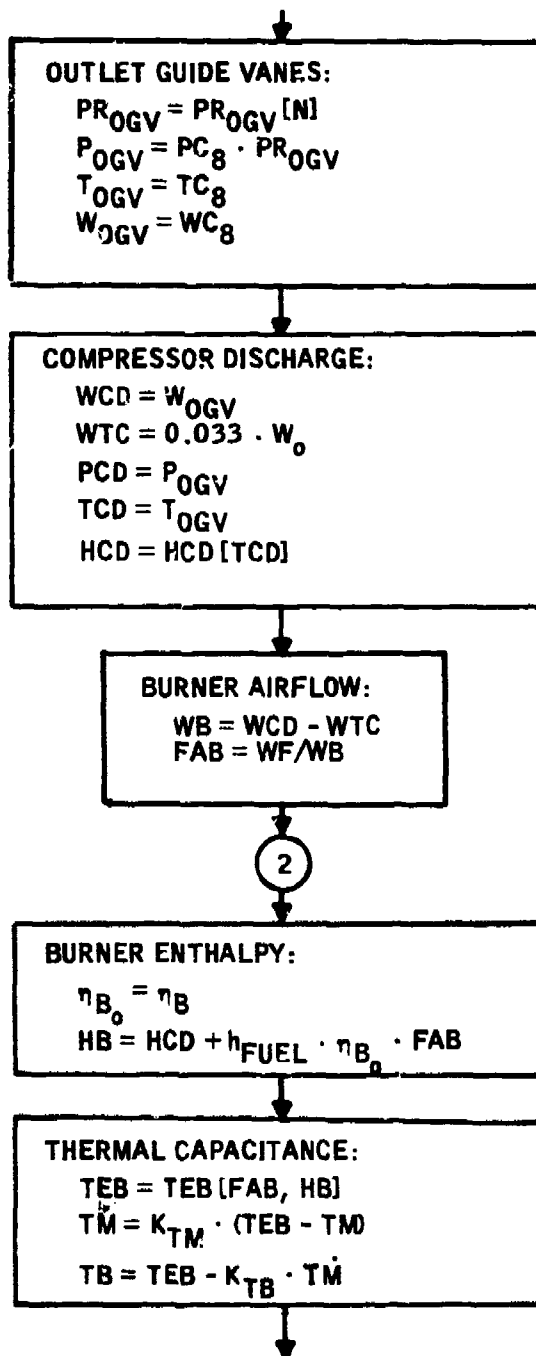 OUTLET GUIDE VANES:
PR_OGV = PR_OGV [N]
P_OGV = PC_8 · PR_OGV
T_OGV = TC_8
W_OGV = WC_8
COMPRESSOR DISCHARGE:
WCD = W_OGV
WTC = 0.033 · W_o
PCD = P_OGV
TCD = T_OGV
HCD = HCD [TCD]
BURNER AIRFLOW:
WB = WCD - WTC
FAB = WF/WB
2
BURNER ENTHALPY:
η_B_o = η_B
HB = HCD + h_FUEL · η_B_o · FAB
THERMAL CAPACITANCE:
TEB = TEB [FAB, HB]
TṀ = K_TM · (TEB - TM)
TB = TEB - K_TB · TṀ